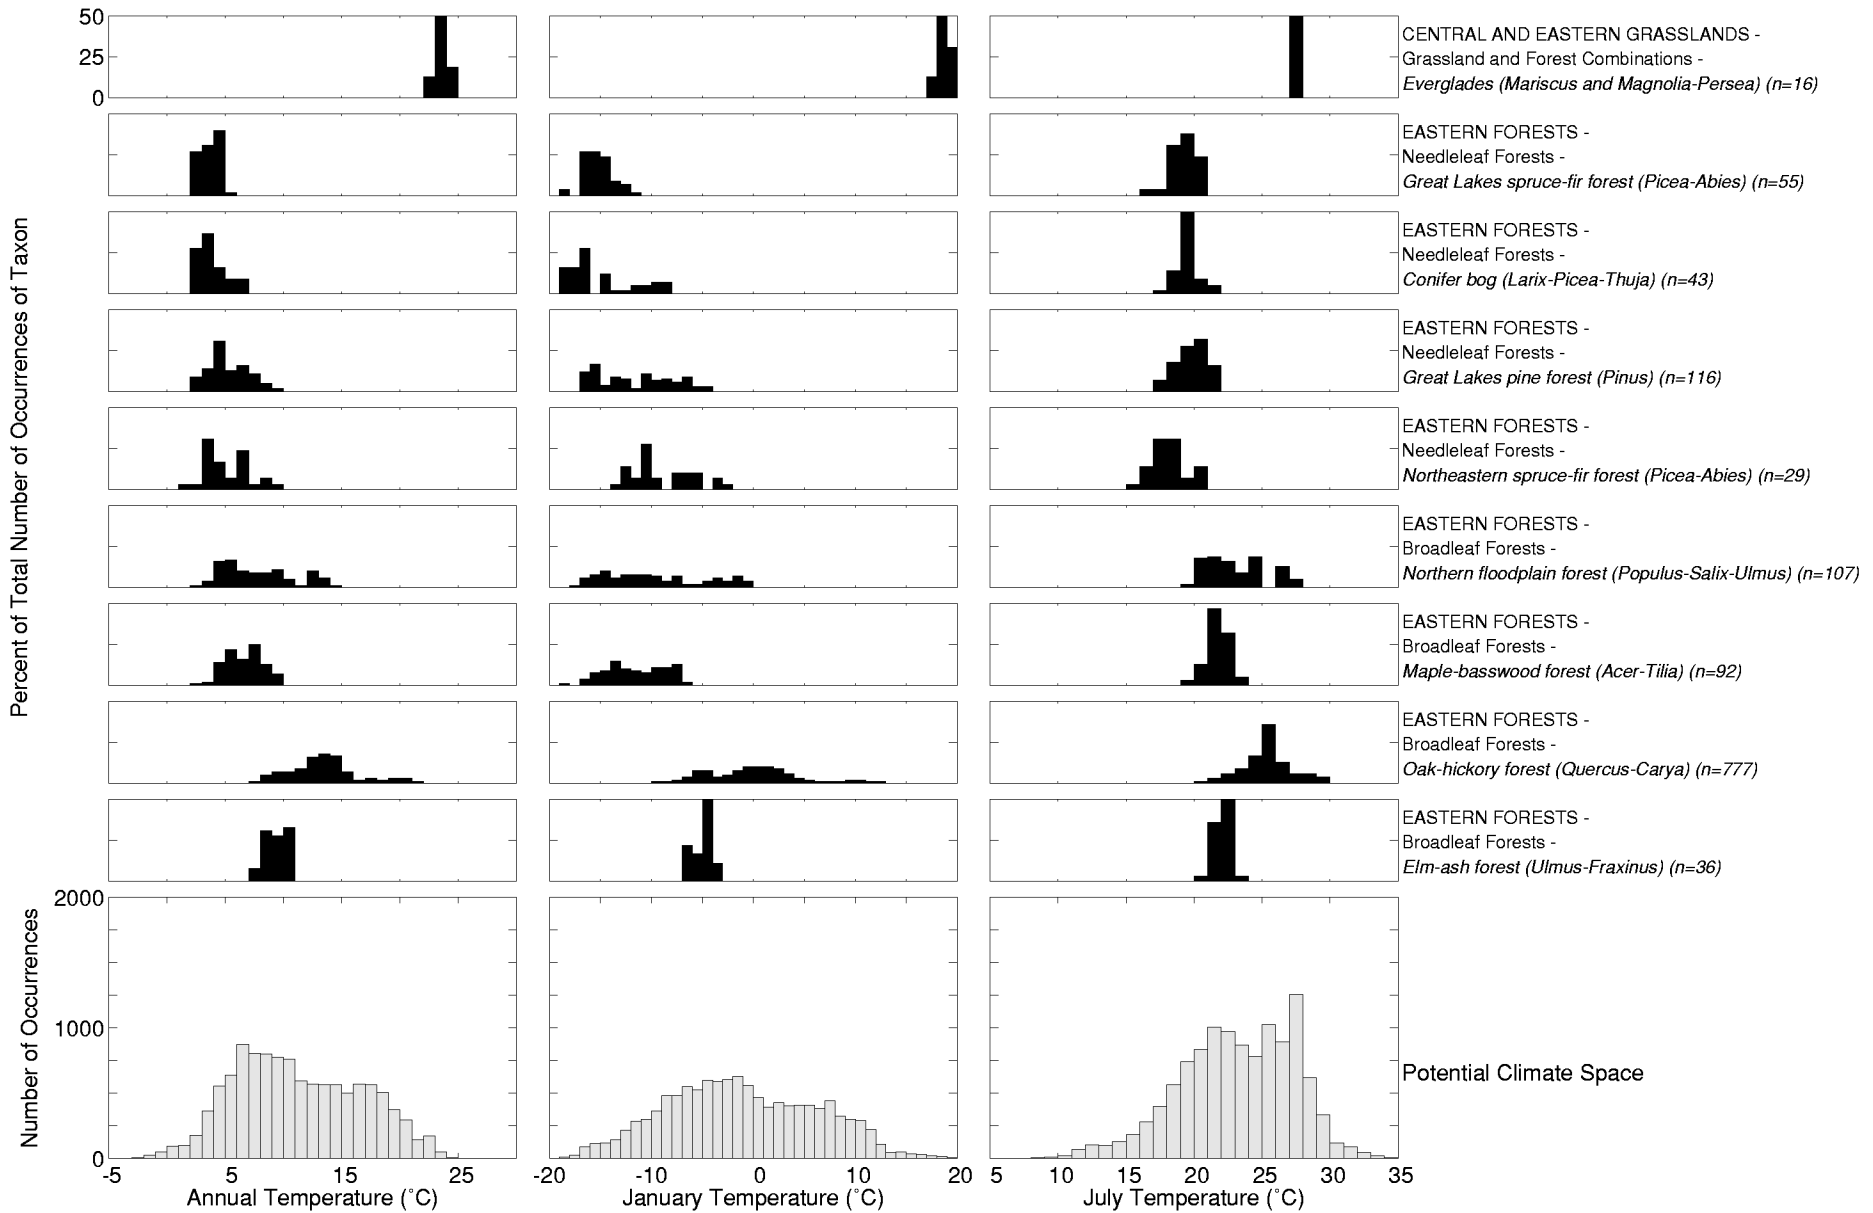 50
25
0
CENTRAL AND EASTERN GRASSLANDS -
Grassland and Forest Combinations -
Everglades (Mariscus and Magnolia-Persea) (n=16)
EASTERN FORESTS -
Needleleaf Forests -
Great Lakes spruce-fir forest (Picea-Abies) (n=55)
EASTERN FORESTS -
Needleleaf Forests -
Conifer bog (Larix-Picea-Thuja) (n=43)
EASTERN FORESTS -
Needleleaf Forests -
Great Lakes pine forest (Pinus) (n=116)
EASTERN FORESTS -
Needleleaf Forests -
Northeastern spruce-fir forest (Picea-Abies) (n=29)
EASTERN FORESTS -
Broadleaf Forests -
Northern floodplain forest (Populus-Salix-Ulmus) (n=107)
EASTERN FORESTS -
Broadleaf Forests -
Maple-basswood forest (Acer-Tilia) (n=92)
EASTERN FORESTS -
Broadleaf Forests -
Oak-hickory forest (Quercus-Carya) (n=777)
EASTERN FORESTS -
Broadleaf Forests -
Elm-ash forest (Ulmus-Fraxinus) (n=36)
Percent of Total Number of Occurrences of Taxon
2000
1000
0
Number of Occurrences
Potential Climate Space
-5 5 15 25
Annual Temperature (°C)
-20 -10 0 10 20
January Temperature (°C)
5 10 15 20 25 30 35
July Temperature (°C)